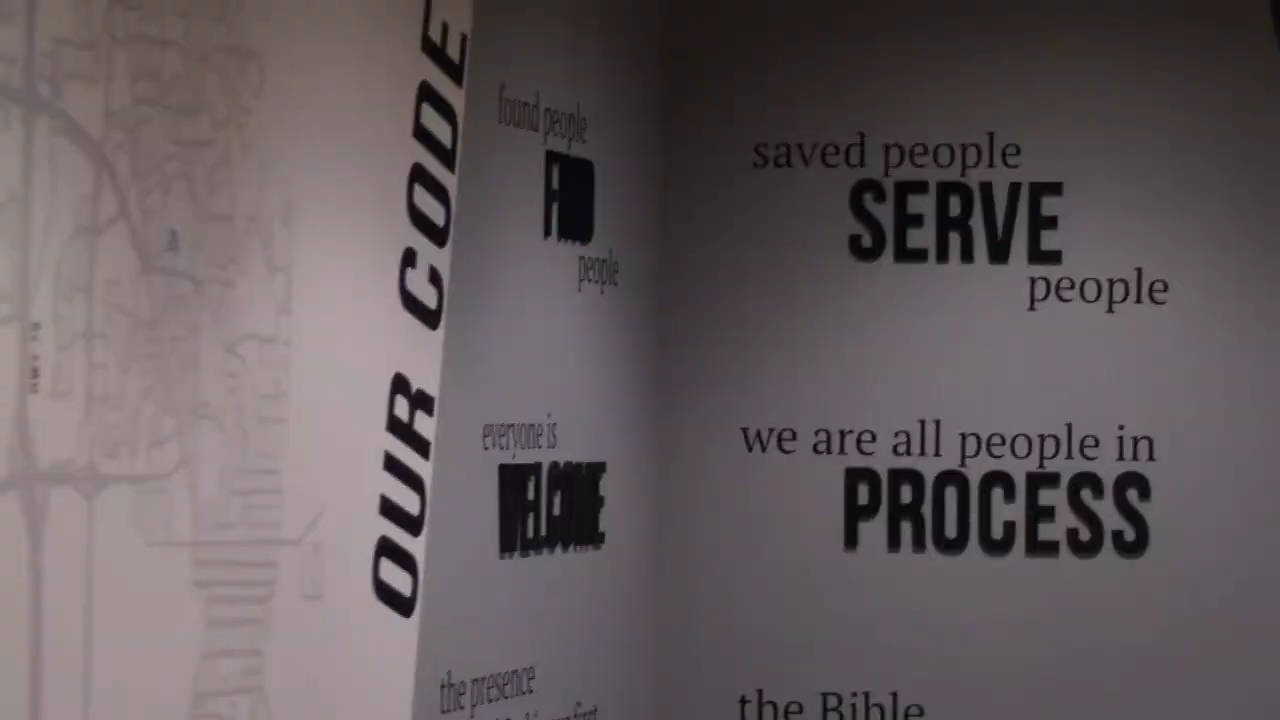 OUR CODE
found people
FIND
people
everyone is
WELCOME
the presence
saved people
SERVE
people
we are all people in
PROCESS
the Bible